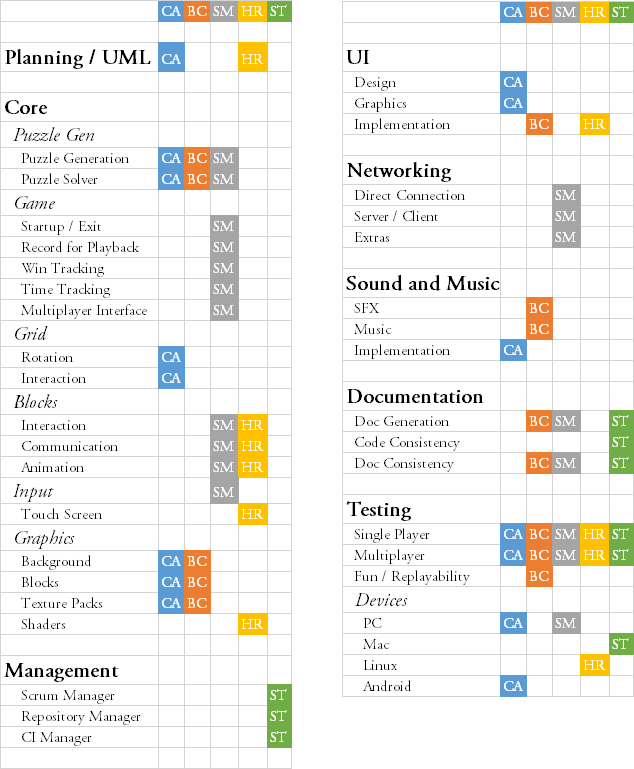 CA BC SM HR ST
Planning / UML CA HR
Core
Puzzle Gen
Puzzle Generation CA BC SM
Puzzle Solver CA BC SM
Game
Startup / Exit SM
Record for Playback SM
Win Tracking SM
Time Tracking SM
Multiplayer Interface SM
Grid
Rotation CA
Interaction CA
Blocks
Interaction SM HR
Communication SM HR
Animation SM HR
Input SM
Touch Screen HR
Graphics
Background CA BC
Blocks CA BC
Texture Packs CA BC
Shaders HR
Management
Scrum Manager ST
Repository Manager ST
CI Manager ST
CA BC SM HR ST
UI
Design CA
Graphics CA
Implementation BC HR
Networking
Direct Connection SM
Server / Client SM
Extras SM
Sound and Music
SFX BC
Music BC
Implementation CA
Documentation
Doc Generation BC SM ST
Code Consistency ST
Doc Consistency BC SM ST
Testing
Single Player CA BC SM HR ST
Multiplayer CA BC SM HR ST
Fun / Replayability BC
Devices
PC CA SM
Mac ST
Linux HR
Android CA